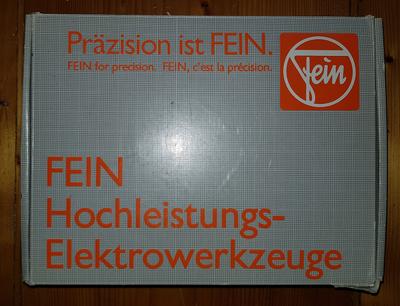 Präzision ist FEIN.
FEIN for precision. FEIN, c'est la précision.
fein
FEIN
Hochleistungs-
Elektrowerkzeuge